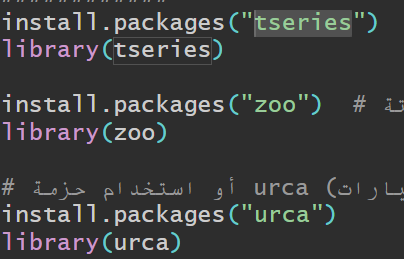 install.packages("tseries")
library(tseries)
install.packages("zoo") #
library(zoo)
# أو استخدام حزمة urca (
install.packages("urca")
library(urca)